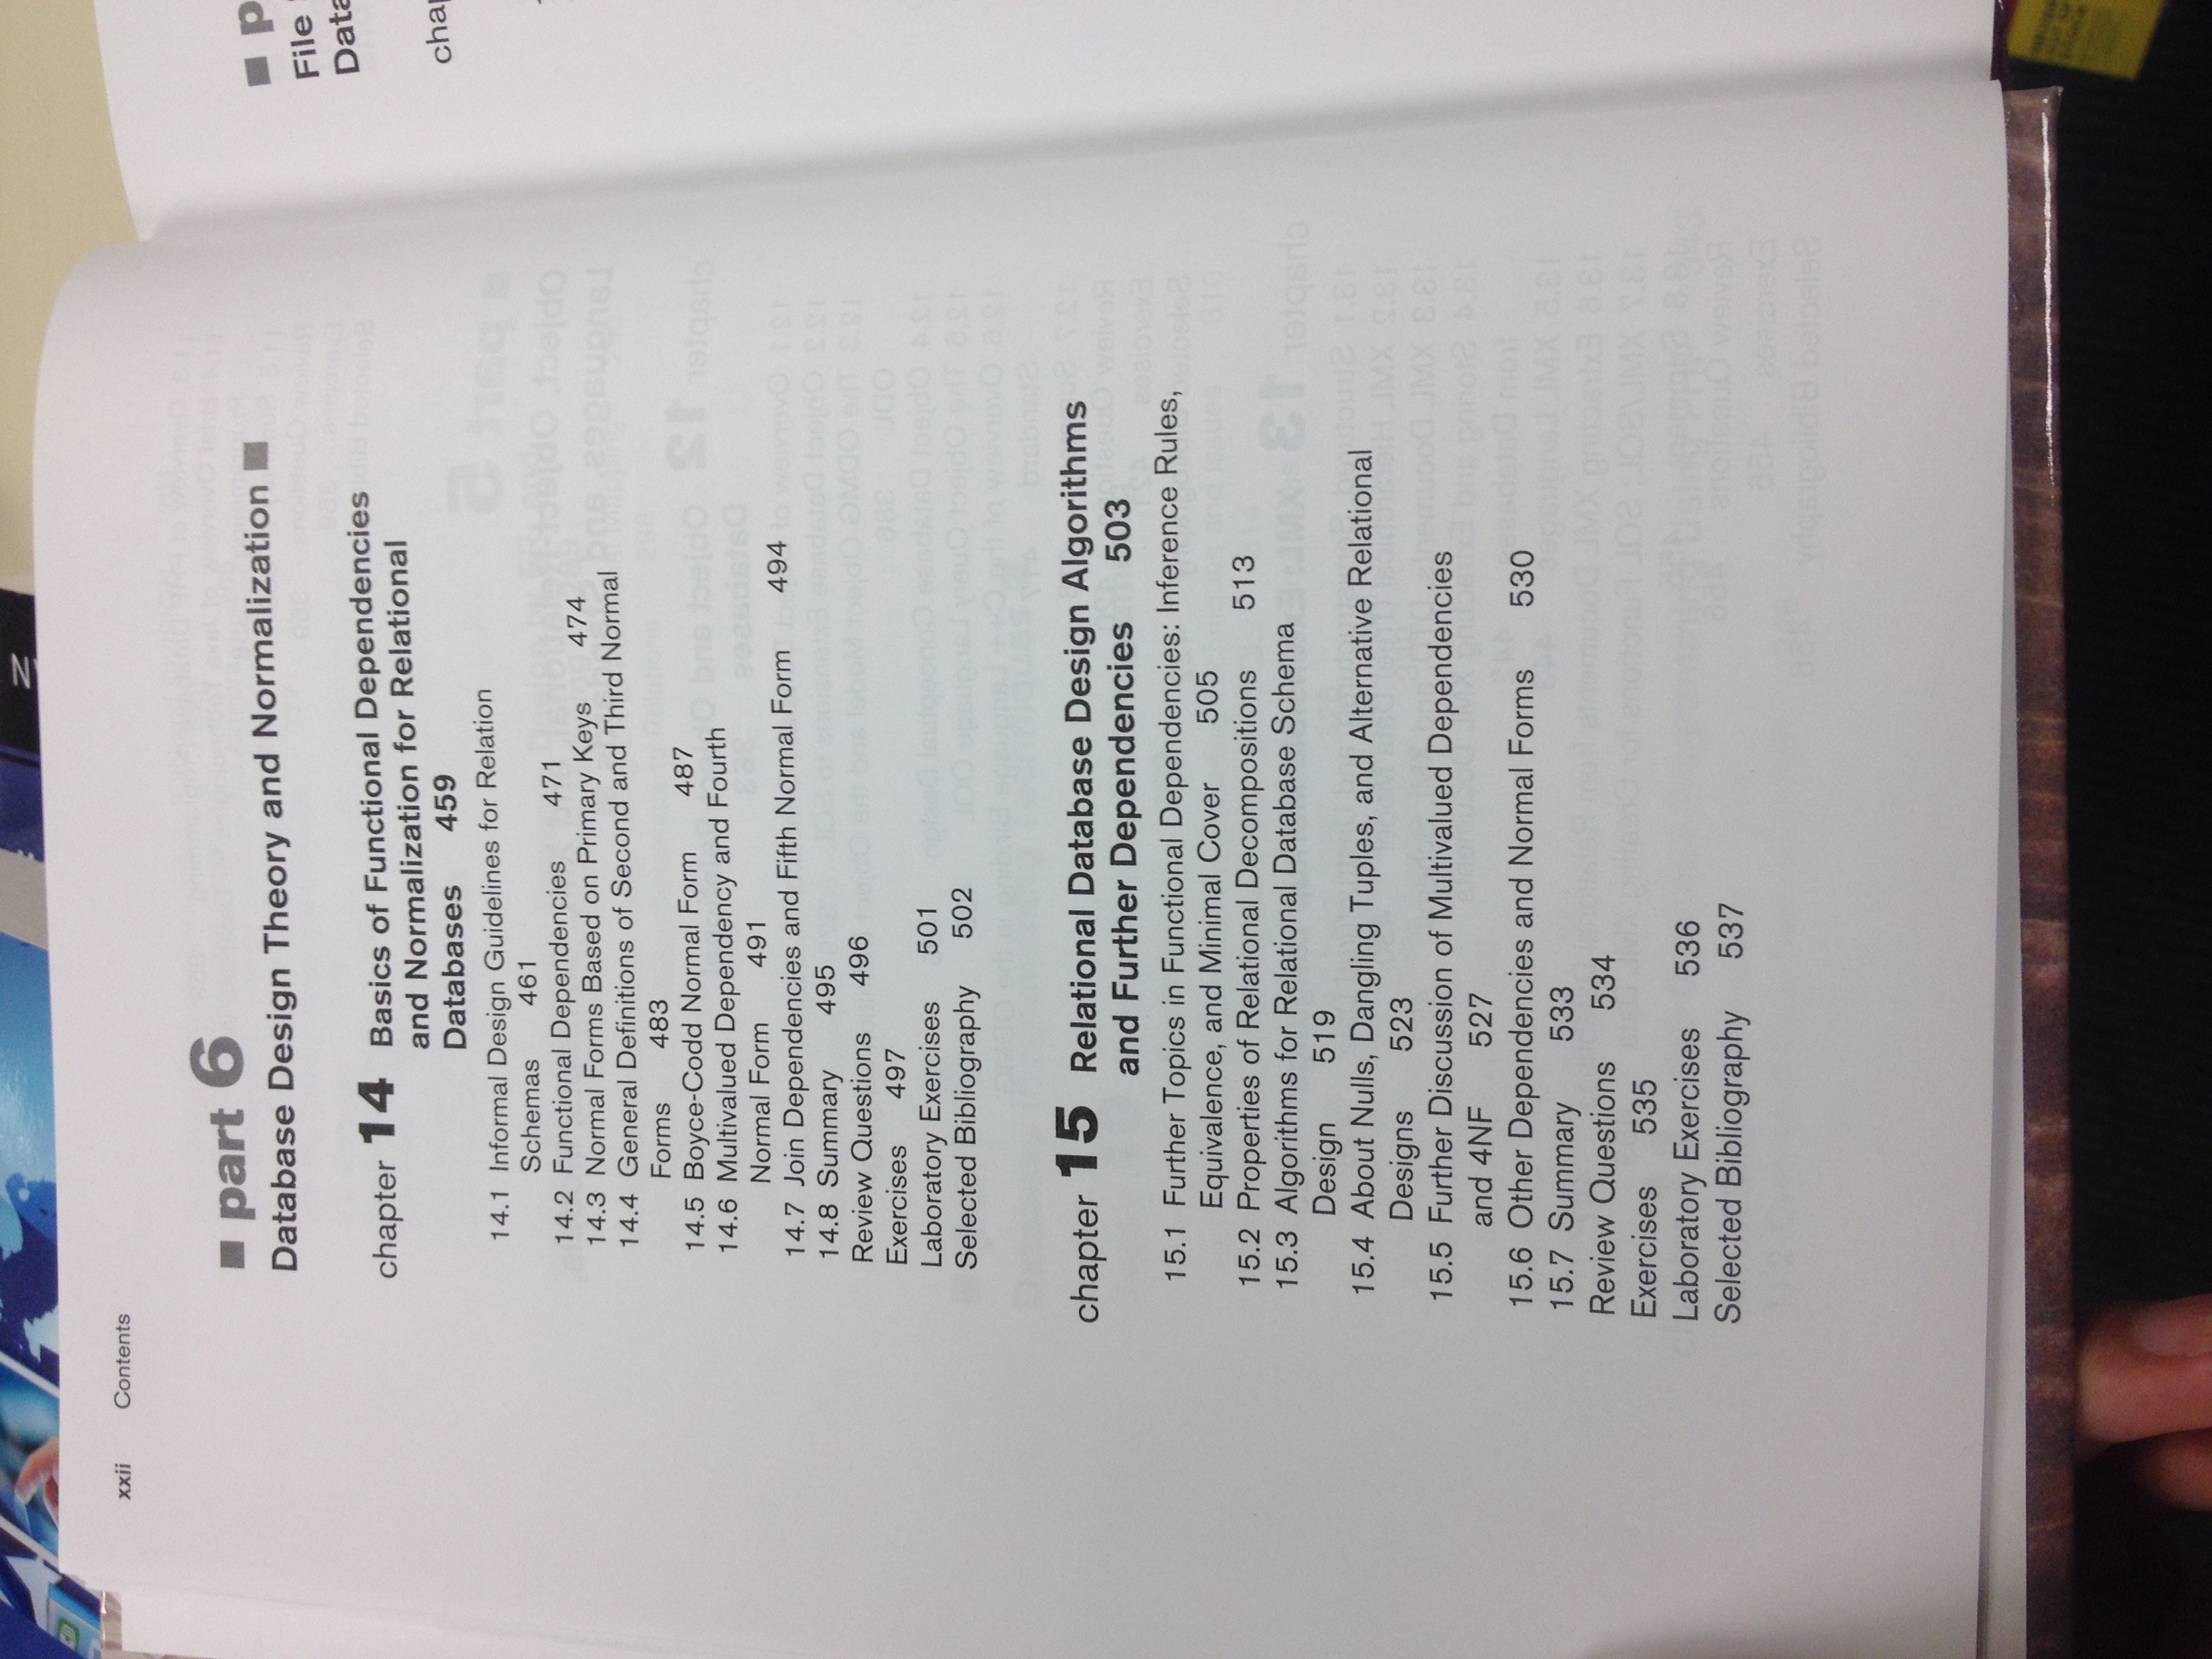 xxii Contents
■ part 6
Database Design Theory and Normalization ■
chapter 14 Basics of Functional Dependencies
and Normalization for Relational
Databases 459
14.1 Informal Design Guidelines for Relation
Schemas 461
14.2 Functional Dependencies 471
14.3 Normal Forms Based on Primary Keys 474
14.4 General Definitions of Second and Third Normal
Forms 483
14.5 Boyce-Codd Normal Form 487
14.6 Multivalued Dependency and Fourth
Normal Form 491
14.7 Join Dependencies and Fifth Normal Form 494
14.8 Summary 495
Review Questions 496
Exercises 497
Laboratory Exercises 501
Selected Bibliography 502
chapter 15 Relational Database Design Algorithms
and Further Dependencies 503
15.1 Further Topics in Functional Dependencies: Inference Rules,
Equivalence, and Minimal Cover 505
15.2 Properties of Relational Decompositions 513
15.3 Algorithms for Relational Database Schema
Design 519
15.4 About Nulls, Dangling Tuples, and Alternative Relational
Designs 523
15.5 Further Discussion of Multivalued Dependencies
and 4NF 527
15.6 Other Dependencies and Normal Forms 530
15.7 Summary 533
Review Questions 534
Exercises 535
Laboratory Exercises 536
Selected Bibliography 537
File